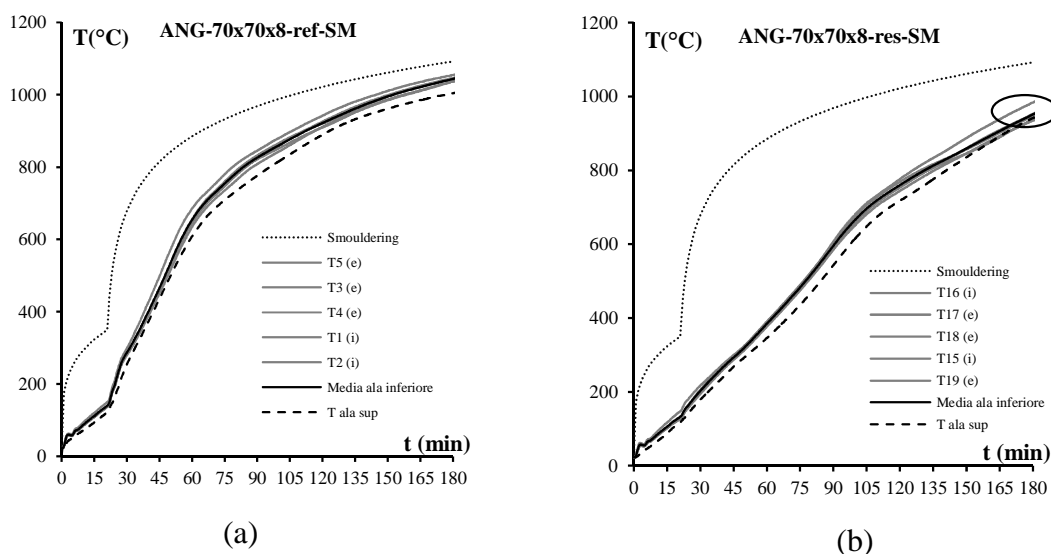 ANG-70x70x8-ref-SM
T(°C)
1200
1000
800
600
400
200
0
Smouldering
T5 (e)
T3 (e)
T4 (e)
T1 (i)
T2 (i)
Media ala inferiore
T ala sup
t (min)
0 15 30 45 60 75 90 105 120 135 150 165 180
(a)
ANG-70x70x8-res-SM
T(°C)
1200
1000
800
600
400
200
0
Smouldering
T16 (i)
T17 (e)
T18 (e)
T15 (i)
T19 (e)
Media ala inferiore
T ala sup
t (min)
0 15 30 45 60 75 90 105 120 135 150 165 180
(b)